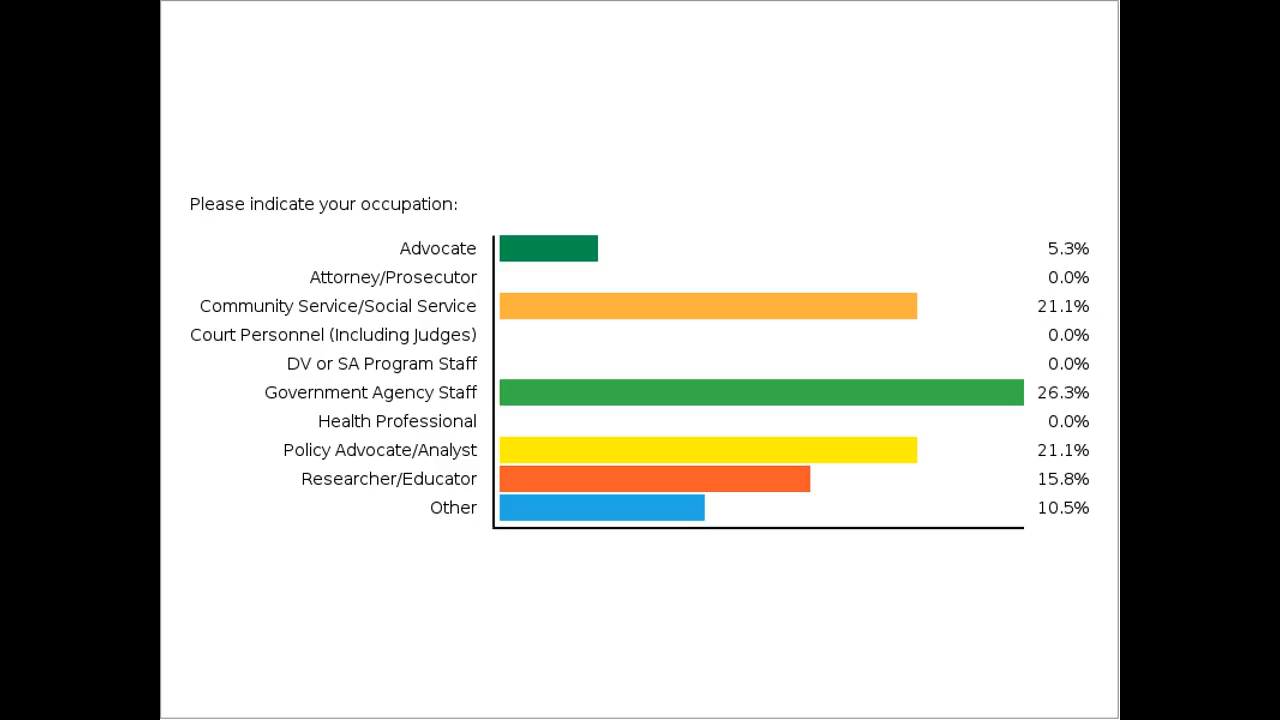 Please indicate your occupation:
Advocate 5.3%
Attorney/Prosecutor 0.0%
Community Service/Social Service 21.1%
Court Personnel (Including Judges) 0.0%
DV or SA Program Staff 0.0%
Government Agency Staff 26.3%
Health Professional 0.0%
Policy Advocate/Analyst 21.1%
Researcher/Educator 15.8%
Other 10.5%